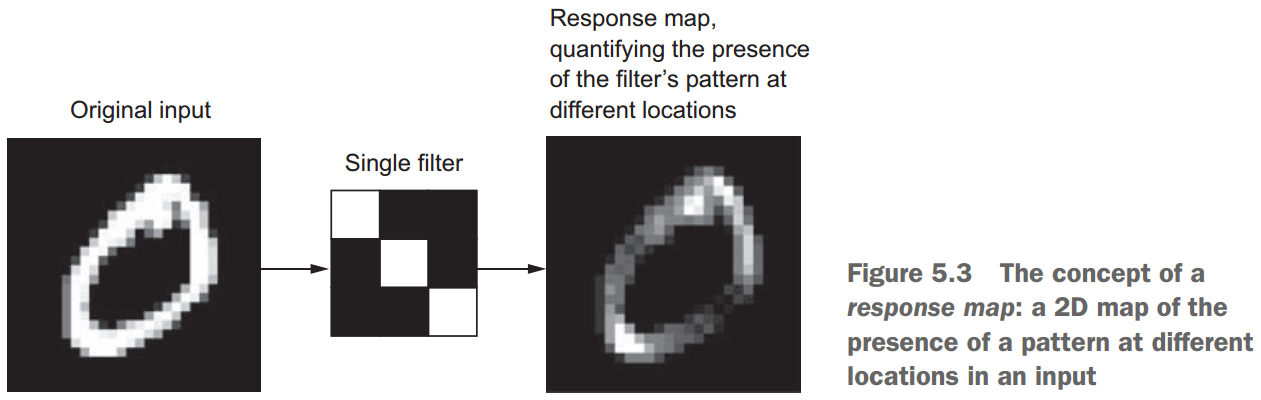 Original input
Single filter
Response map,
quantifying the presence
of the filter's pattern at
different locations
Figure 5.3 The concept of a
response map: a 2D map of the
presence of a pattern at different
locations in an input